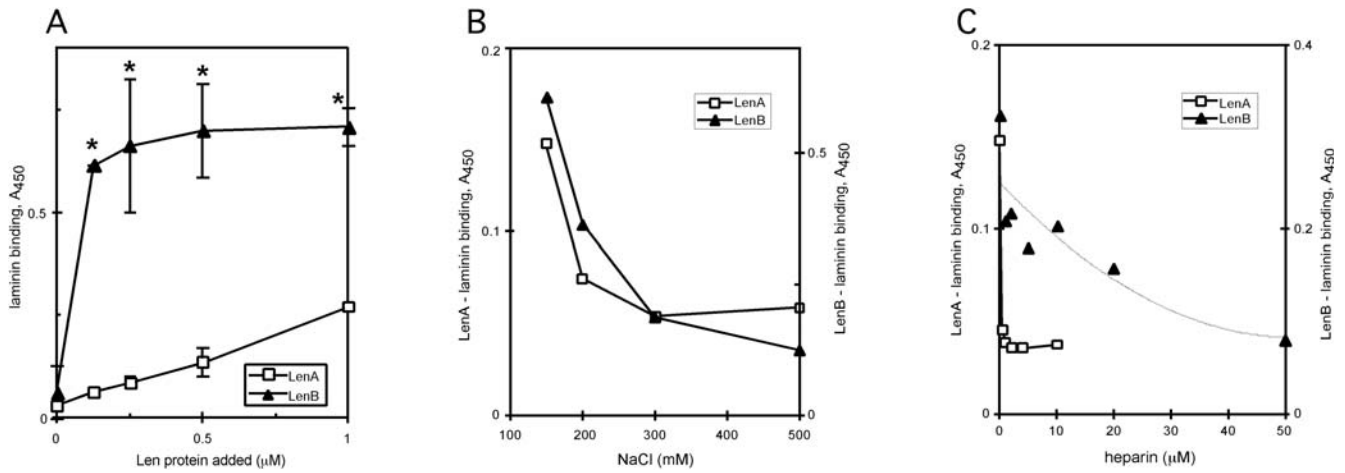 A
laminin binding, A450
0.5
0
* * * *
LenA
LenB
0 0.5 1
Len protein added (μM)
B
LenA - laminin binding, A450
0.2
0.1
0
LenA
LenB
0.5
0
LenB - laminin binding, A450
100 200 300 400 500
NaCl (mM)
C
LenA - laminin binding, A450
0.2
0.1
0
LenA
LenB
0.4
0.2
0
LenB - laminin binding, A450
0 10 20 30 40 50
heparin (μM)